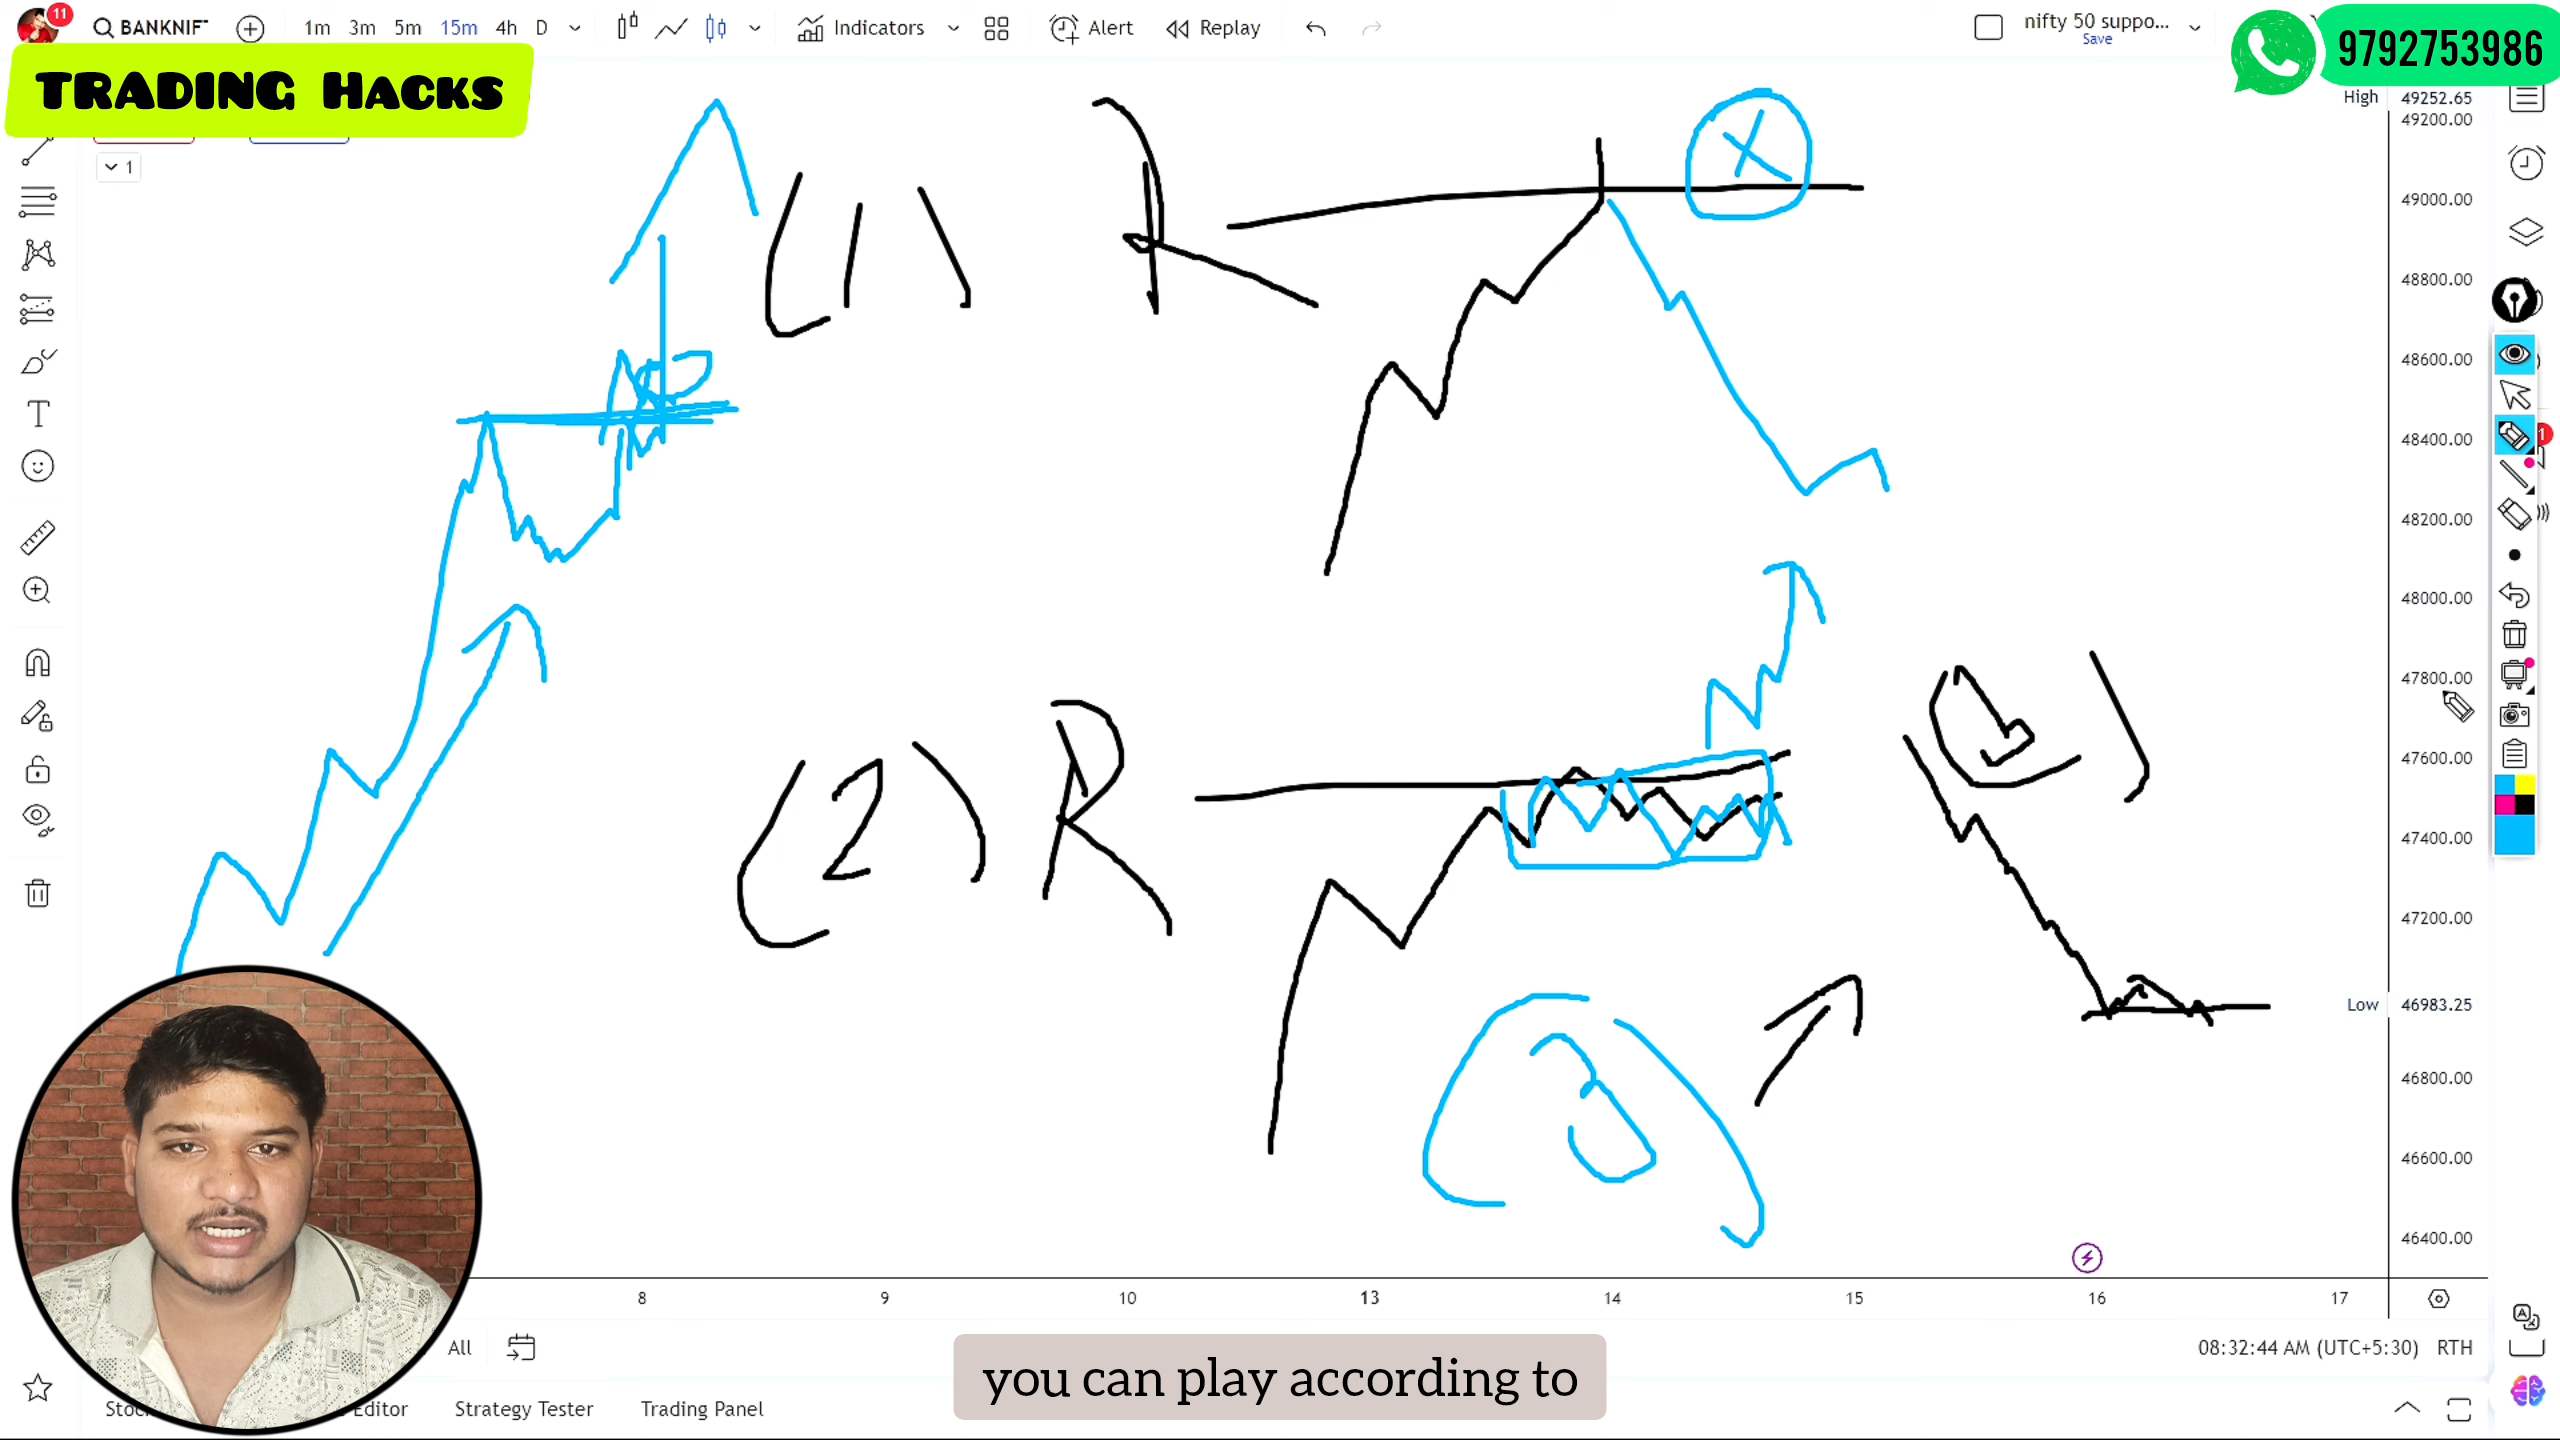 11
BANKNIF
1m 3m 5m 15m 4h D
Indicators
Alert
Replay
nifty 50 suppo...
Save
9792753986
TRADING HACKS
1
High 49252.65
49200.00
49000.00
48800.00
48600.00
48400.00
48200.00
48000.00
47800.00
47600.00
47400.00
47200.00
Low 46983.25
46800.00
46600.00
46400.00
(1) R
(2) R
(3)
1
8 9 10 13 14 15 16 17
All
08:32:44 AM (UTC+5:30) RTH
you can play according to
Editor
Strategy Tester
Trading Panel